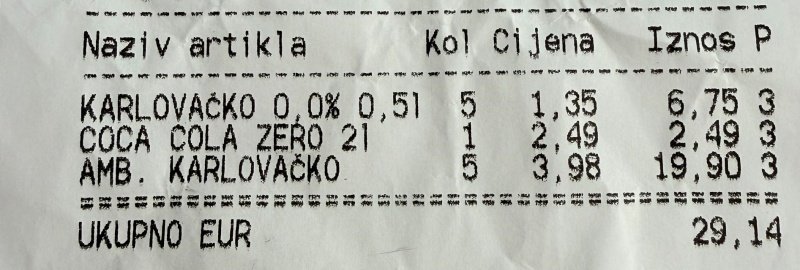 Naziv artikla Kol Cijena Iznos P
KARLOVAČKO 0,0% 0,5l 5 1,35 6,75 3
COCA COLA ZERO 2l 1 2,49 2,49 3
AMB. KARLOVAČKO 5 3,98 19,90 3
UKUPNO EUR 29,14